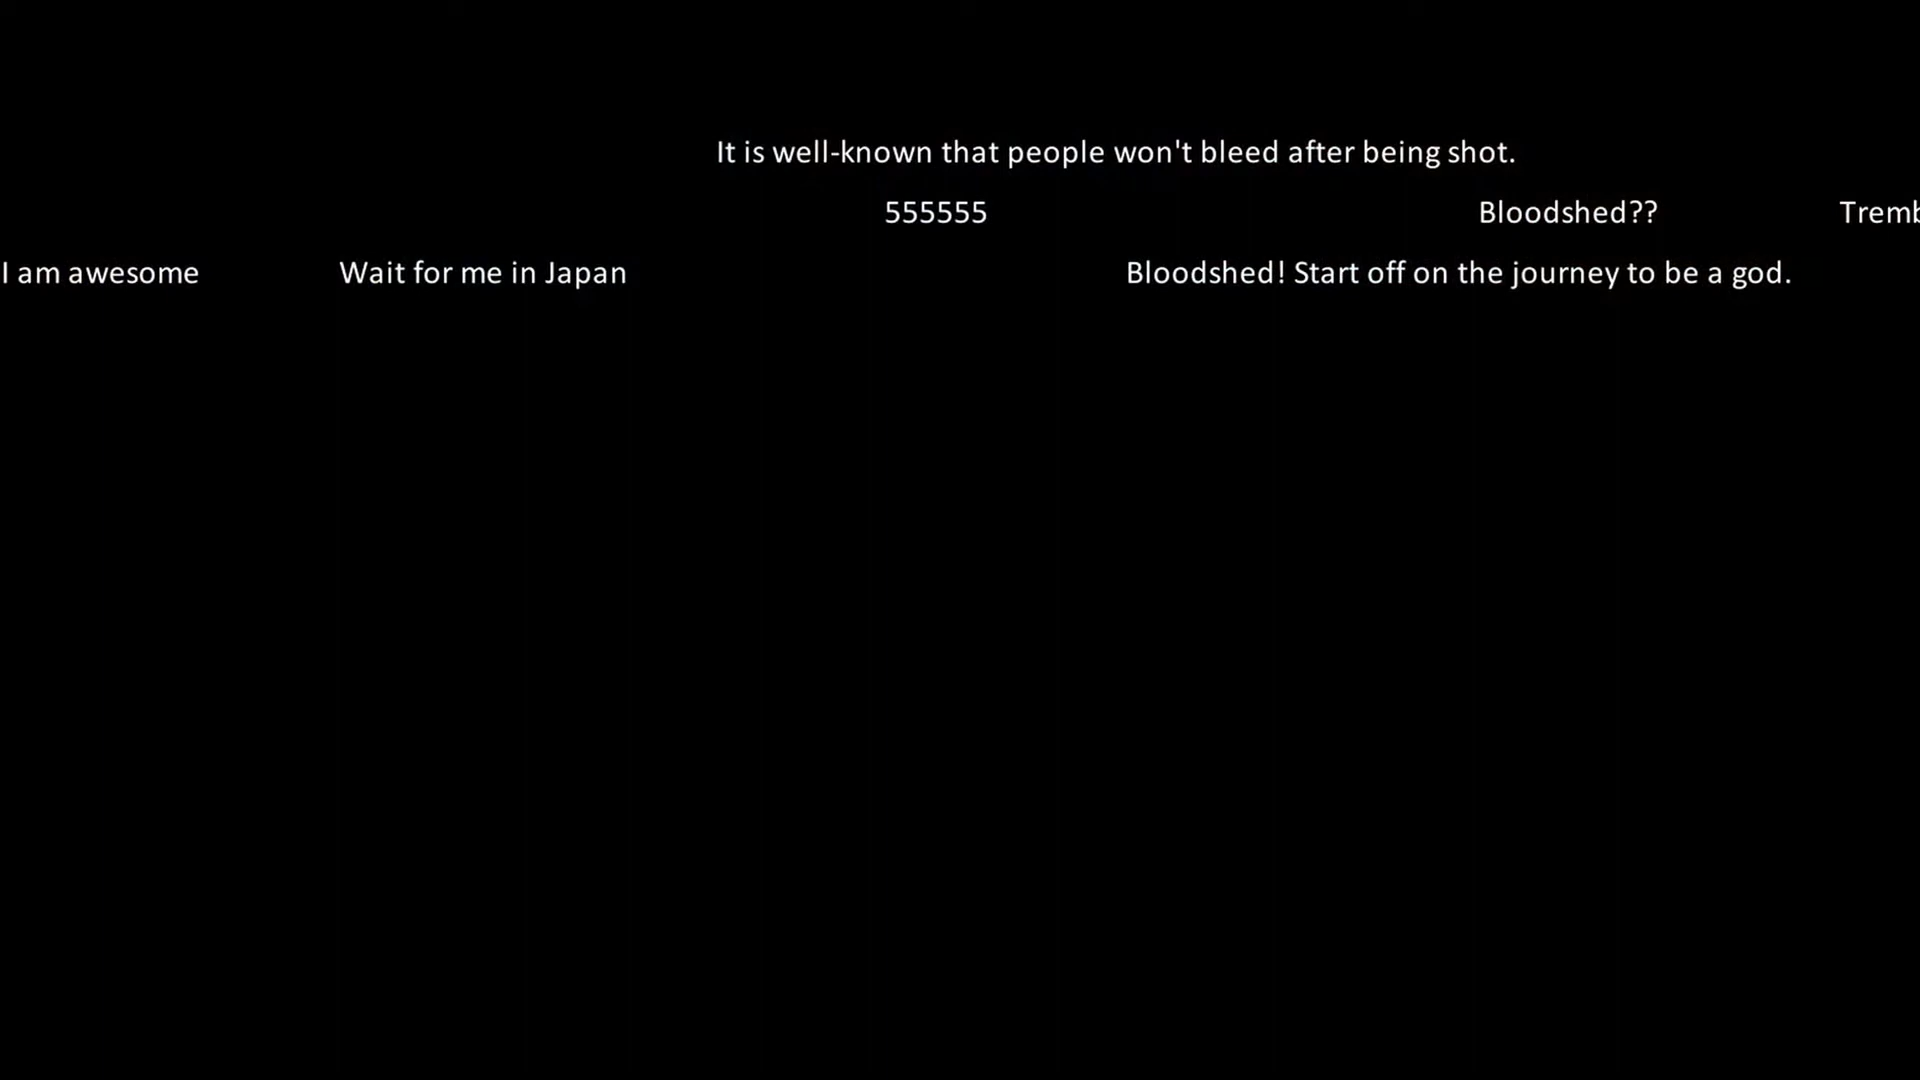 It is well-known that people won't bleed after being shot.
555555 Bloodshed?? Tremb
I am awesome Wait for me in Japan Bloodshed! Start off on the journey to be a god.